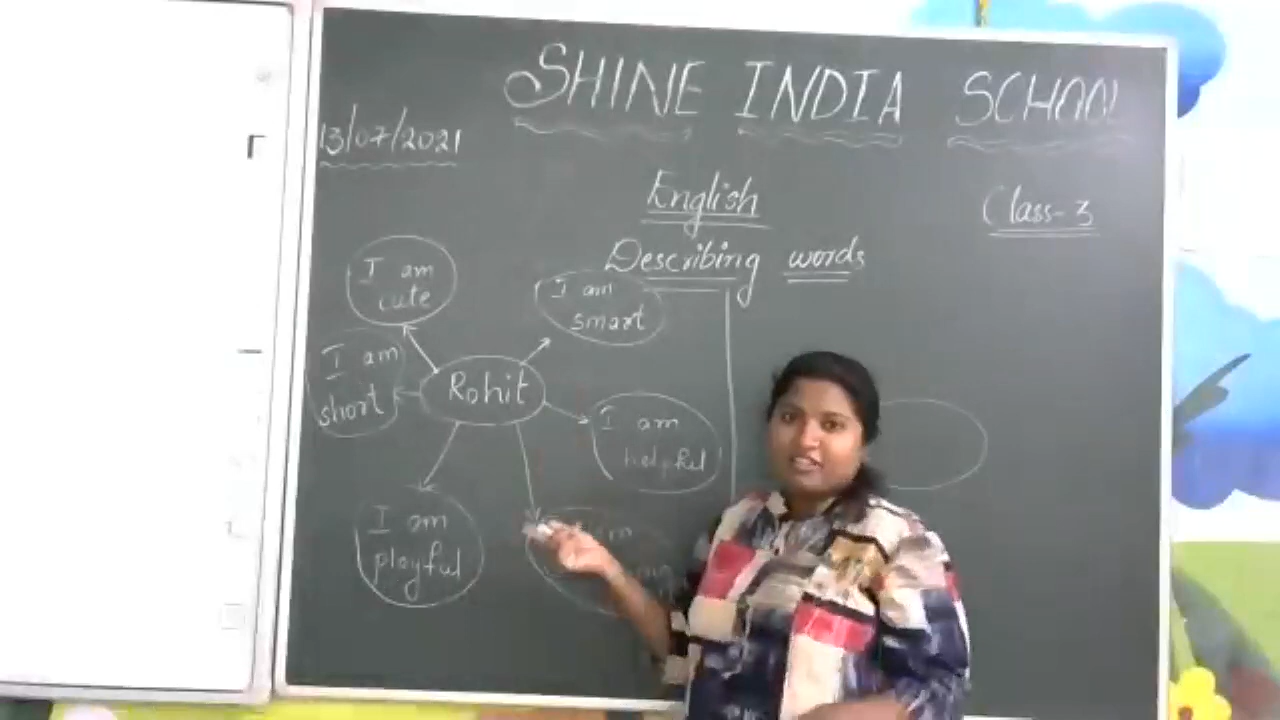 SHINE INDIA SCHOOL
13/07/2021
English
Class-3
Describing words
I am
cute
I am
smart
I am
short
Rohit
I am
helpful
I am
playful